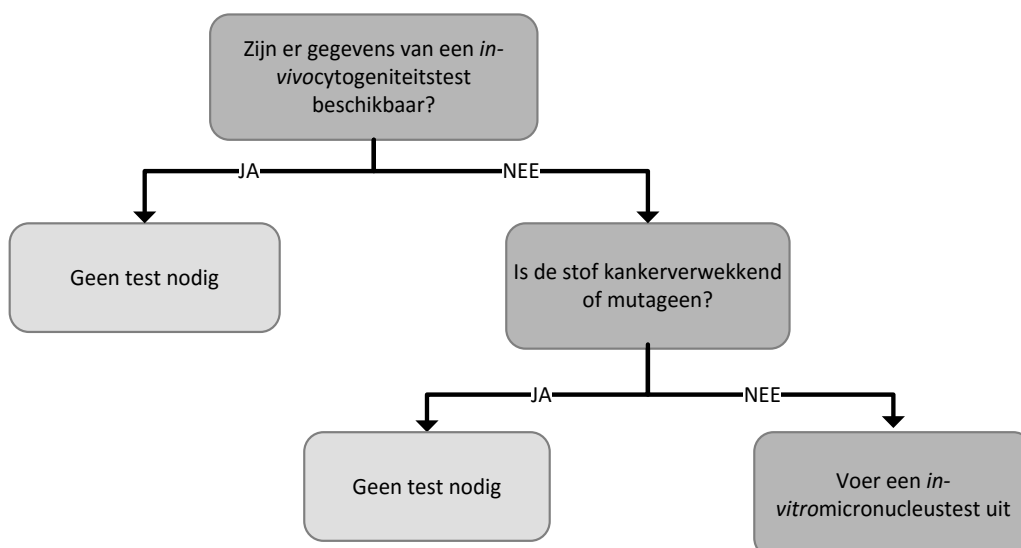 Zijn er gegevens van een in-
vivocytogeniteitstest
beschikbaar?
JA
NEE
Geen test nodig
Is de stof kankerverwekkend
of mutageen?
JA
NEE
Geen test nodig
Voer een in-
vitromicronucleustest uit